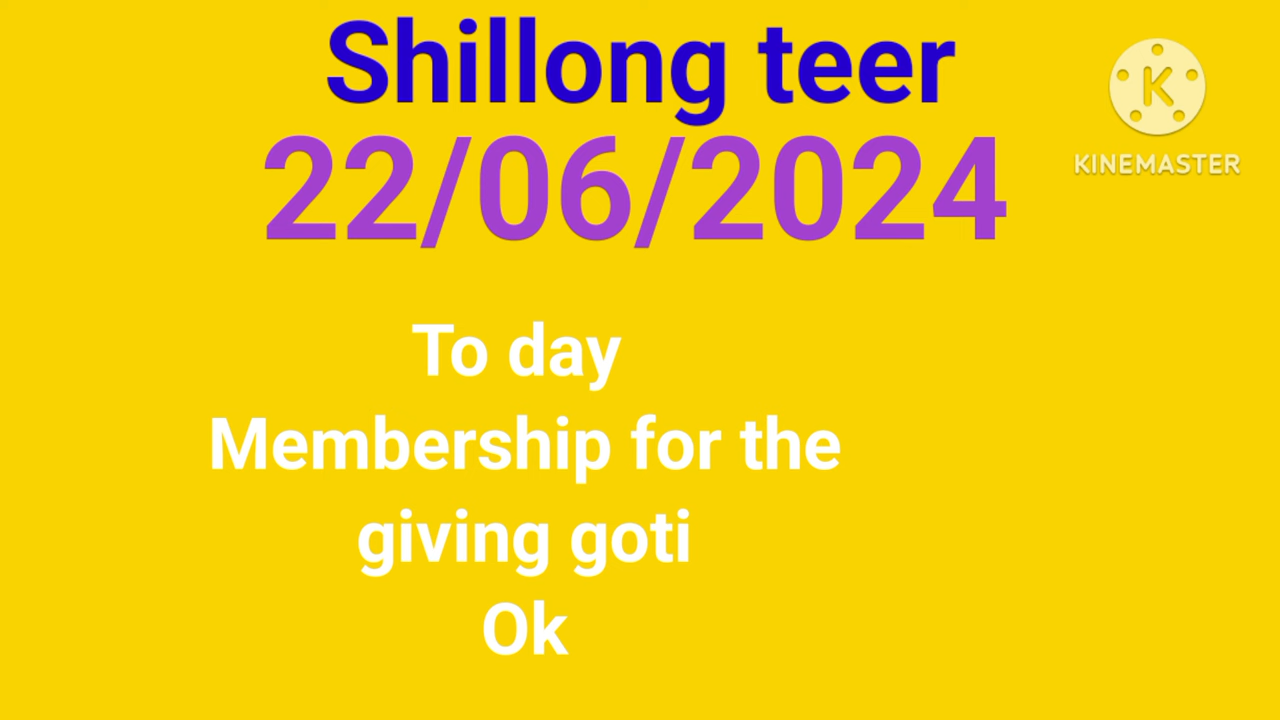 Shillong teer
22/06/2024
K
KINEMASTER
To day
Membership for the
giving goti
Ok